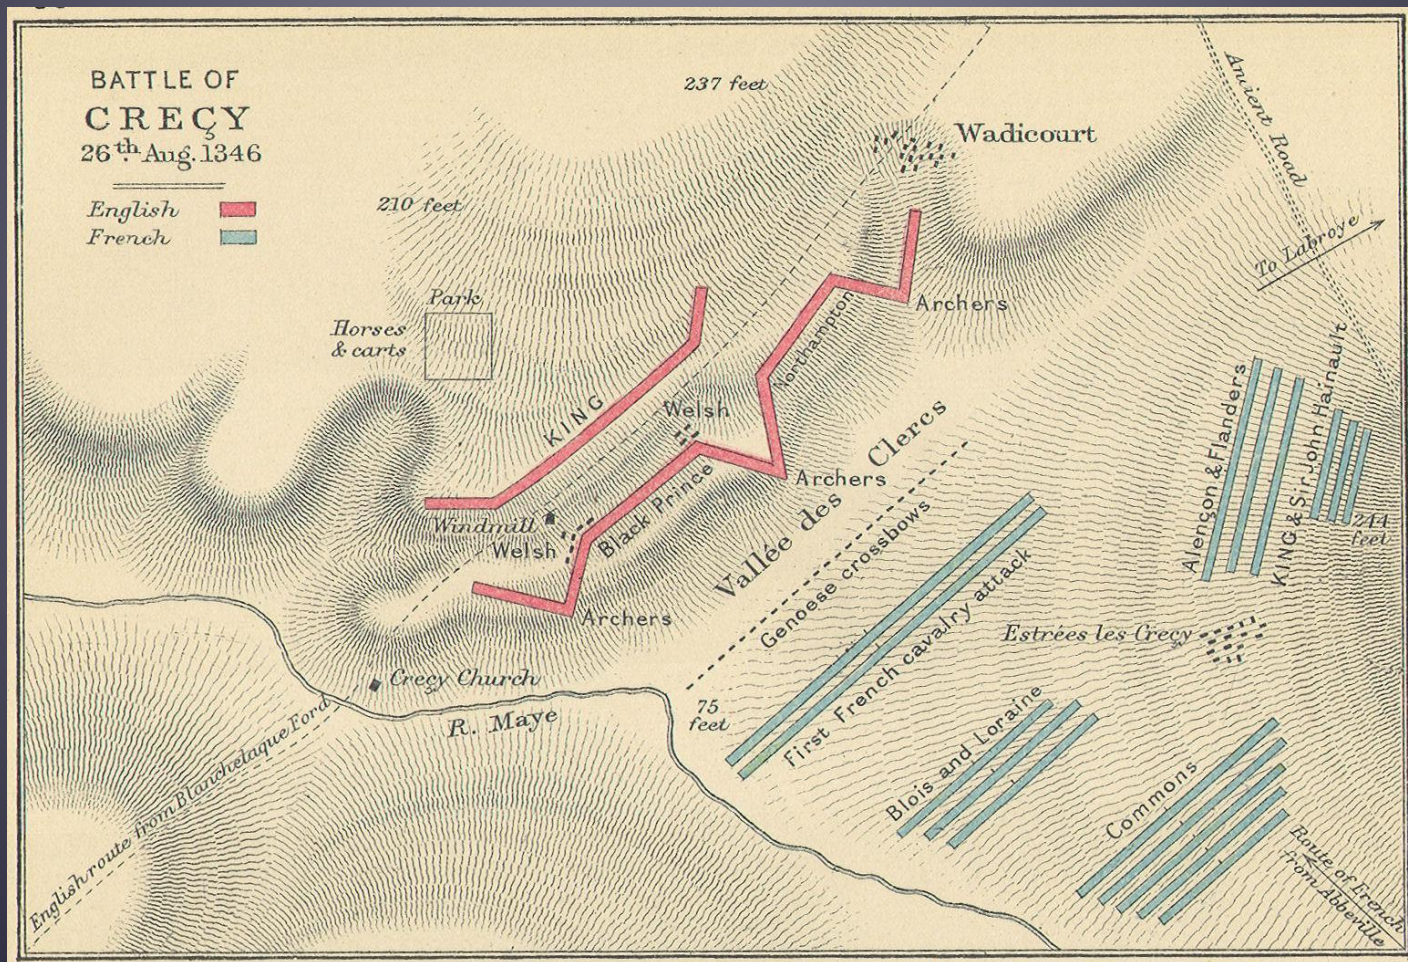 BATTLE OF
CREÇY
26th Aug. 1346
English
French
237 feet
Wadicourt
Ancient Road
210 feet
To Labroye
Park
Horses
& carts
Archers
Northampton
KING
Welsh
Archers
Vallée des Clercs
Windmill
Welsh
Black Prince
Archers
Genoese crossbows
First French cavalry attack
Alençon & Flanders
KING & Sir John Hainault
244
feet
Estrées les Creçy
Creçy Church
R. Maye
75
feet
Blois and Loraine
Commons
English route from Blanchetaque Ford
Route of French
from Abbeville